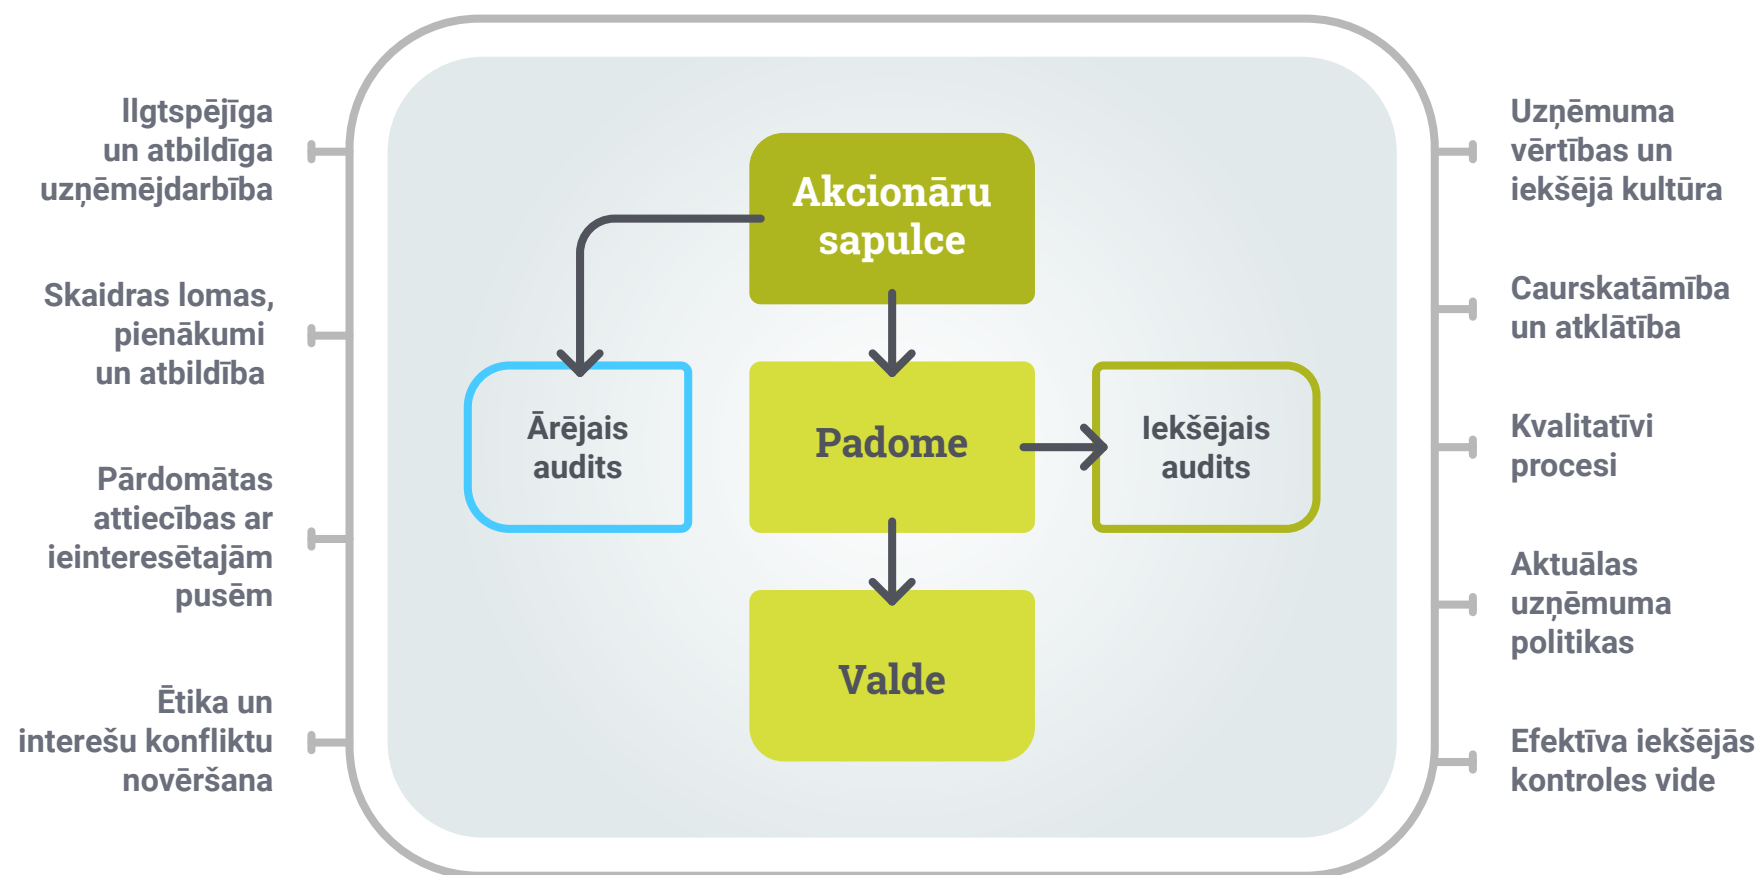 Ilgtspējīga
un atbildīga
uzņēmējdarbība
Skaidras lomas,
pienākumi
un atbildība
Pārdomātas
attiecības ar
ieinteresētajām
pusēm
Ētika un
interešu konfliktu
novēršana
Akcionāru
sapulce
Ārējais
audits
Padome
Iekšējais
audits
Valde
Uzņēmuma
vērtības un
iekšējā kultūra
Caurskatāmība
un atklātība
Kvalitatīvi
procesi
Aktuālas
uzņēmuma
politikas
Efektīva iekšējās
kontroles vide